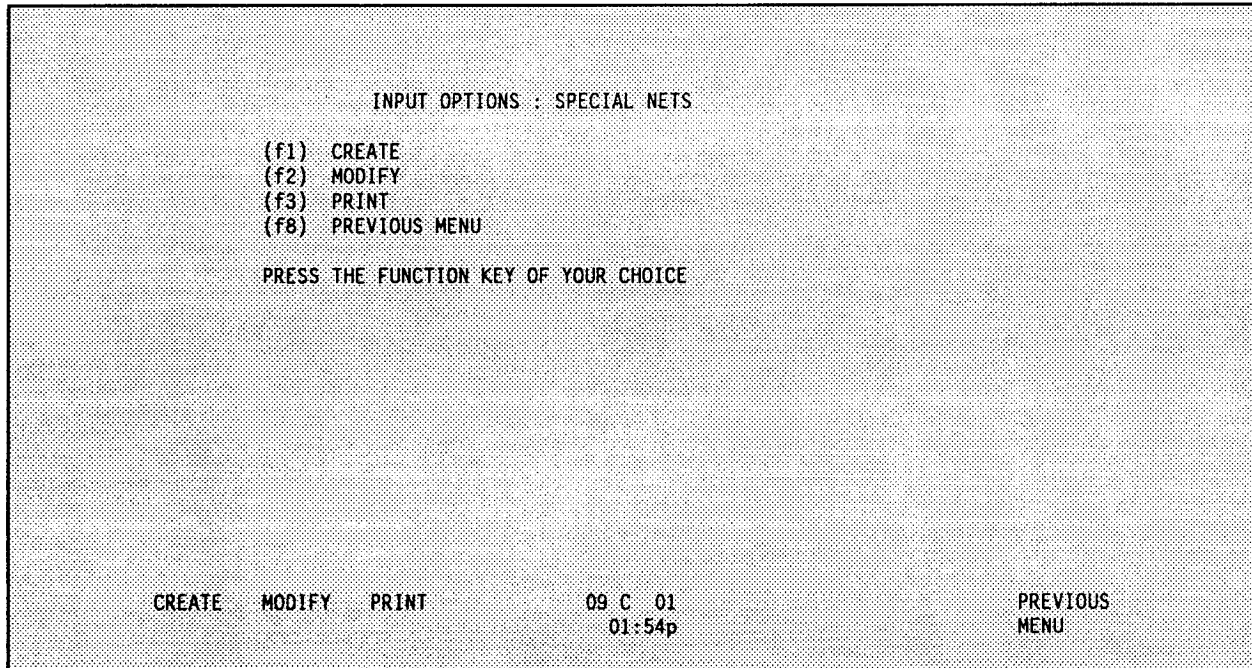 INPUT OPTIONS : SPECIAL NETS
(f1) CREATE
(f2) MODIFY
(f3) PRINT
(f8) PREVIOUS MENU
PRESS THE FUNCTION KEY OF YOUR CHOICE
CREATE MODIFY PRINT 09 C 01 PREVIOUS
01:54p MENU